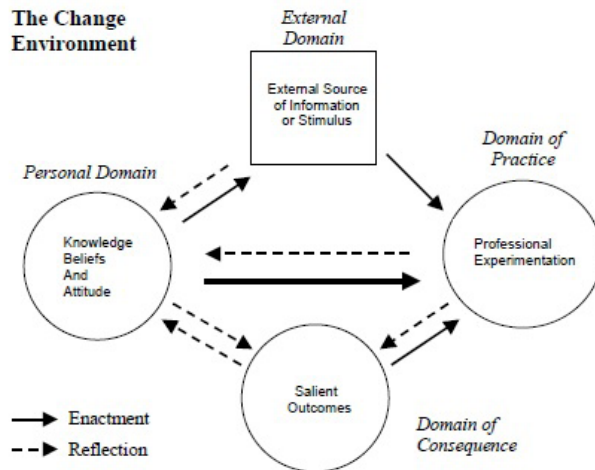 The Change
Environment
External
Domain
External Source
of Information
or Stimulus
Domain of
Practice
Personal Domain
Knowledge
Beliefs
And
Attitude
Professional
Experimentation
Salient
Outcomes
Enactment
Reflection
Domain of
Consequence